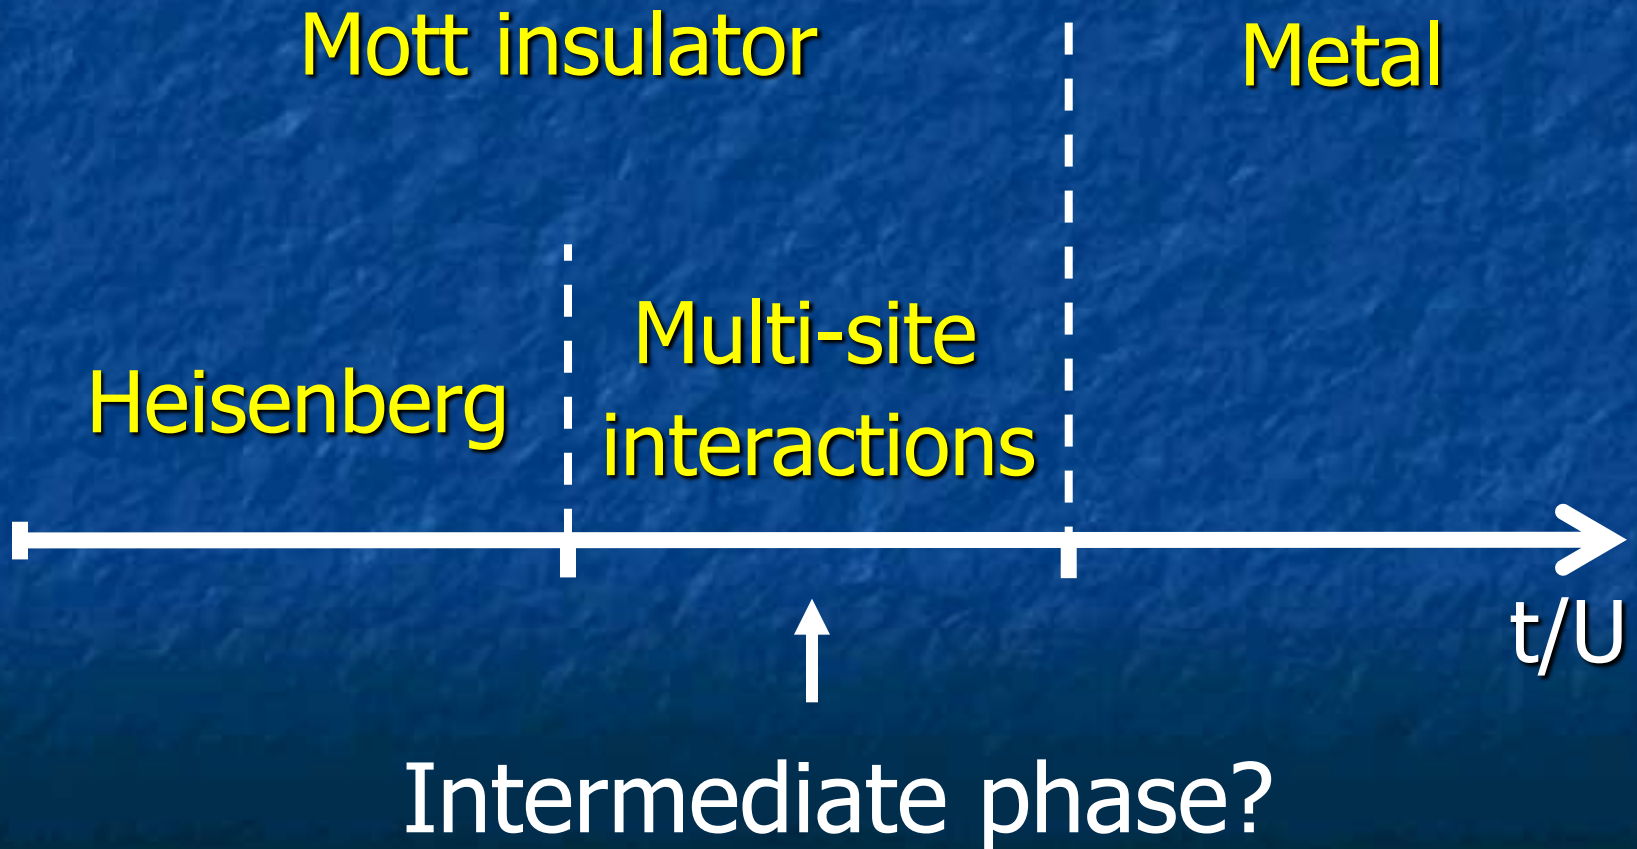 Mott insulator
Metal
Multi-site
interactions
Heisenberg
t/U
Intermediate phase?